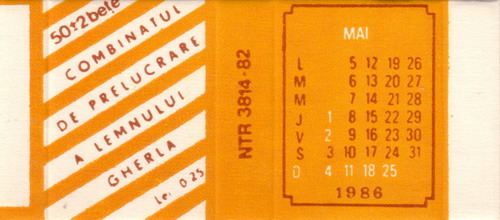 50±2 bețe
COMBINATUL
DE PRELUCRARE
A LEMNULUI
GHERLA
Lei 0.25
NTR 3814-82
MAI
L 5 12 19 26
M 6 13 20 27
M 7 14 21 28
J 1 8 15 22 29
V 2 9 16 23 30
S 3 10 17 24 31
D 4 11 18 25
1986